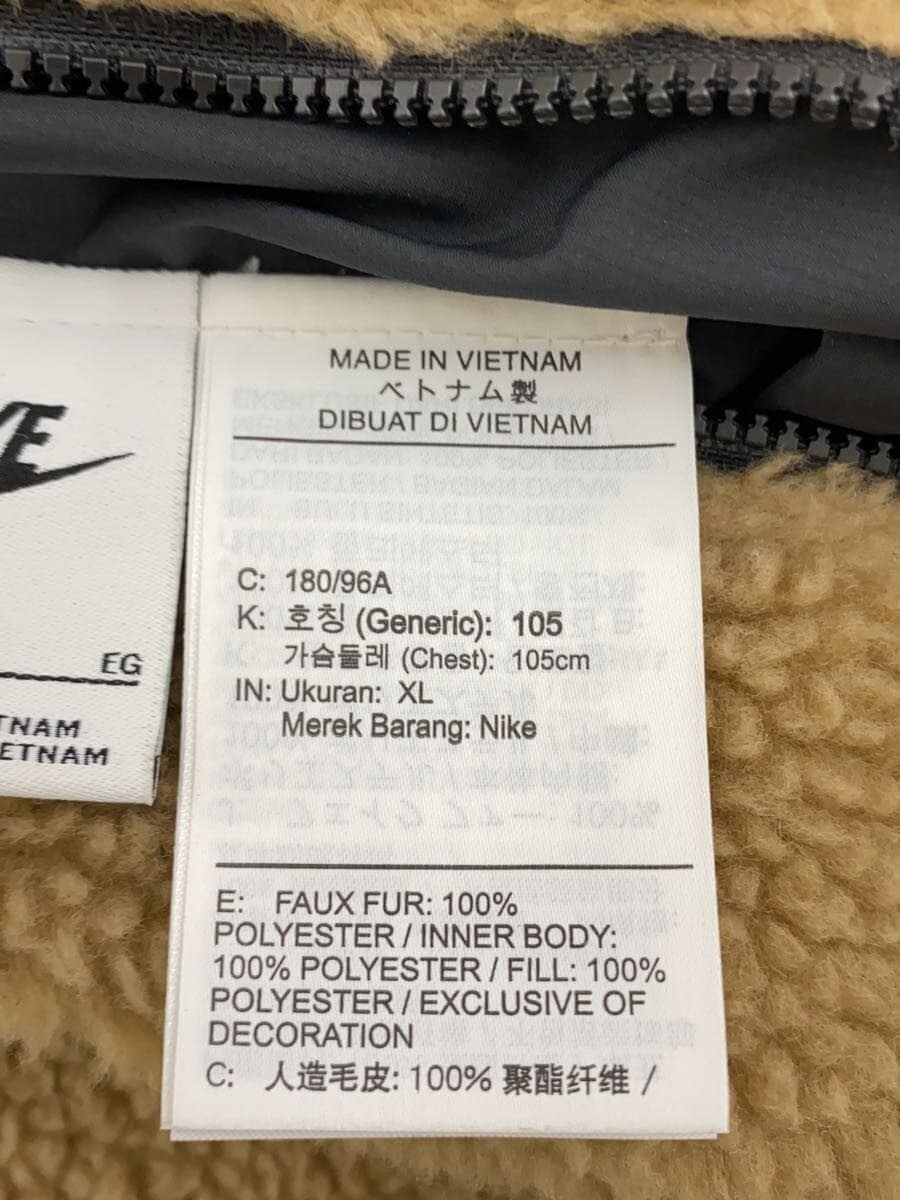 MADE IN VIETNAM
ベトナム製
DIBUAT DI VIETNAM
C: 180/96A
K: 호칭 (Generic): 105
가슴둘레 (Chest): 105cm
IN: Ukuran: XL
Merek Barang: Nike
E: FAUX FUR: 100%
POLYESTER / INNER BODY:
100% POLYESTER / FILL: 100%
POLYESTER / EXCLUSIVE OF
DECORATION
C: 人造毛皮: 100% 聚酯纤维 /
EG
TNAM
ETNAM